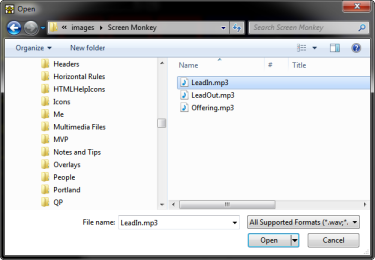 Open
« images ▸ Screen Monkey
Search Screen Monkey
Organize
New folder
Headers
Horizontal Rules
HTMLHelpIcons
Icons
Me
Multimedia Files
MVP
Notes and Tips
Overlays
People
Portland
QP
Name # Title
LeadIn.mp3
LeadOut.mp3
Offering.mp3
File name: LeadIn.mp3
All Supported Formats (*.wav;*.
Open
Cancel